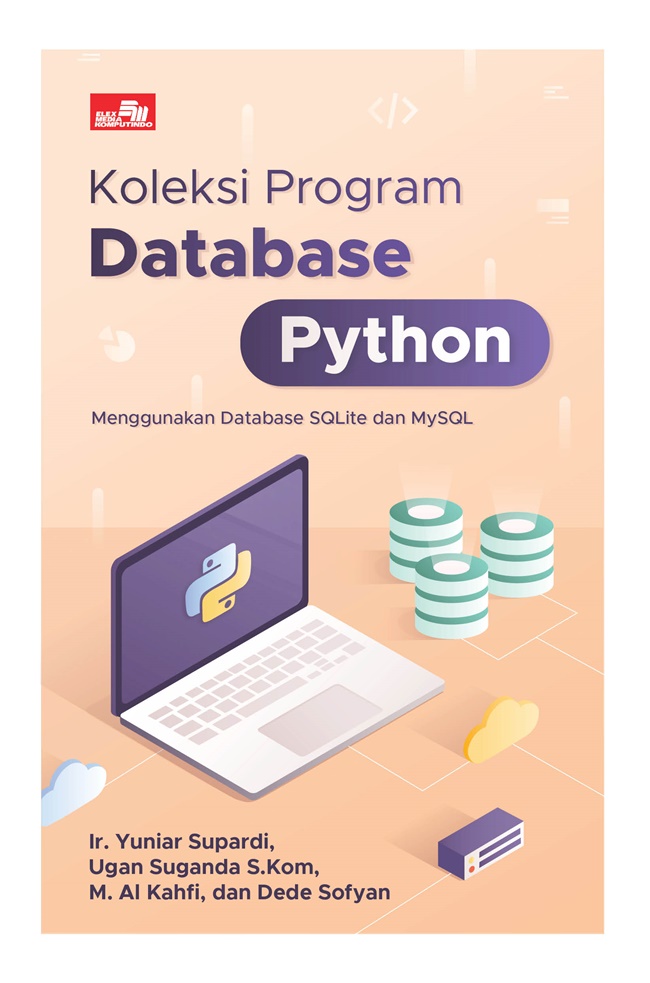 ELEX
MEDIA
KOMPUTINDO
</>
Koleksi Program
Database
Python
Menggunakan Database SQLite dan MySQL
Ir. Yuniar Supardi,
Ugan Suganda S.Kom,
M. Al Kahfi, dan Dede Sofyan